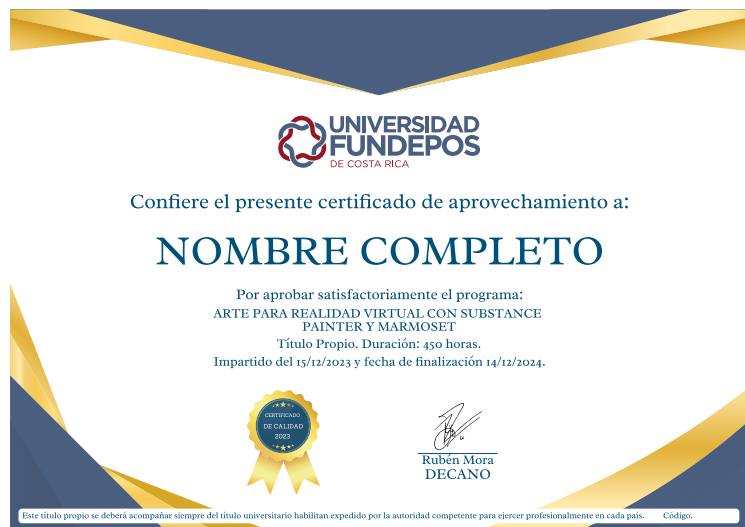 UNIVERSIDAD
FUNDEPOS
DE COSTA RICA
Confiere el presente certificado de aprovechamiento a:
NOMBRE COMPLETO
Por aprobar satisfactoriamente el programa:
ARTE PARA REALIDAD VIRTUAL CON SUBSTANCE
PAINTER Y MARMOSET
Título Propio. Duración: 450 horas.
Impartido del 15/12/2023 y fecha de finalización 14/12/2024.
CERTIFICADO
DE CALIDAD
2023
Rubén Mora
DECANO
Este título propio se deberá acompañar siempre del título universitario habilitan expedido por la autoridad competente para ejercer profesionalmente en cada país. Código.